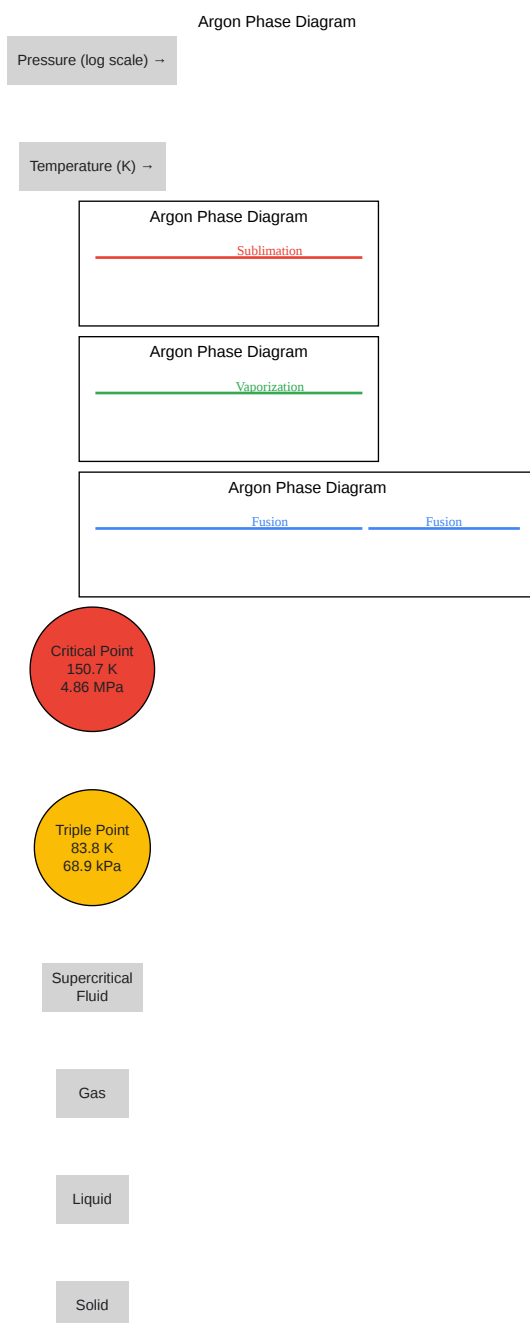 Argon Phase Diagram
Pressure (log scale) →
Temperature (K) →
Argon Phase Diagram
Sublimation
Argon Phase Diagram
Vaporization
Argon Phase Diagram
Fusion Fusion
Critical Point
150.7 K
4.86 MPa
Triple Point
83.8 K
68.9 kPa
Supercritical
Fluid
Gas
Liquid
Solid